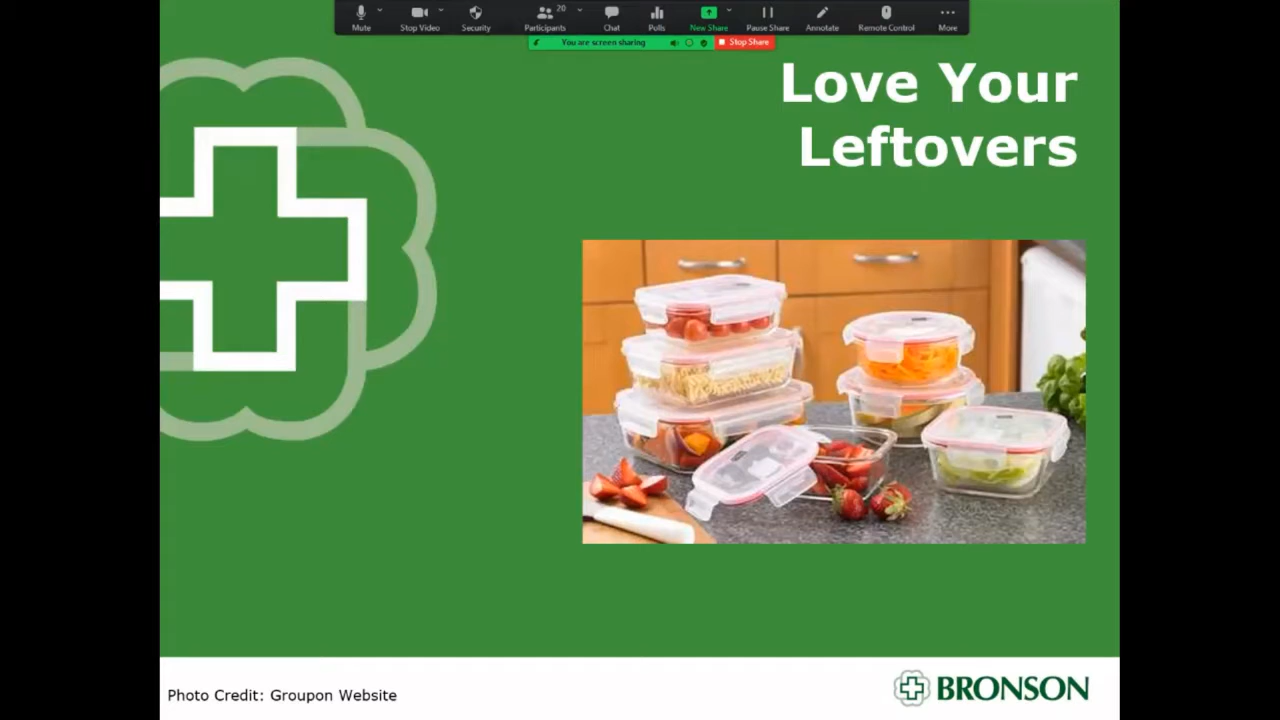 20
Mute
Stop Video
Security
Participants
Chat
Polls
New Share
Pause Share
Annotate
Remote Control
More
You are screen sharing
Stop Share
Love Your
Leftovers
Photo Credit: Groupon Website
BRONSON